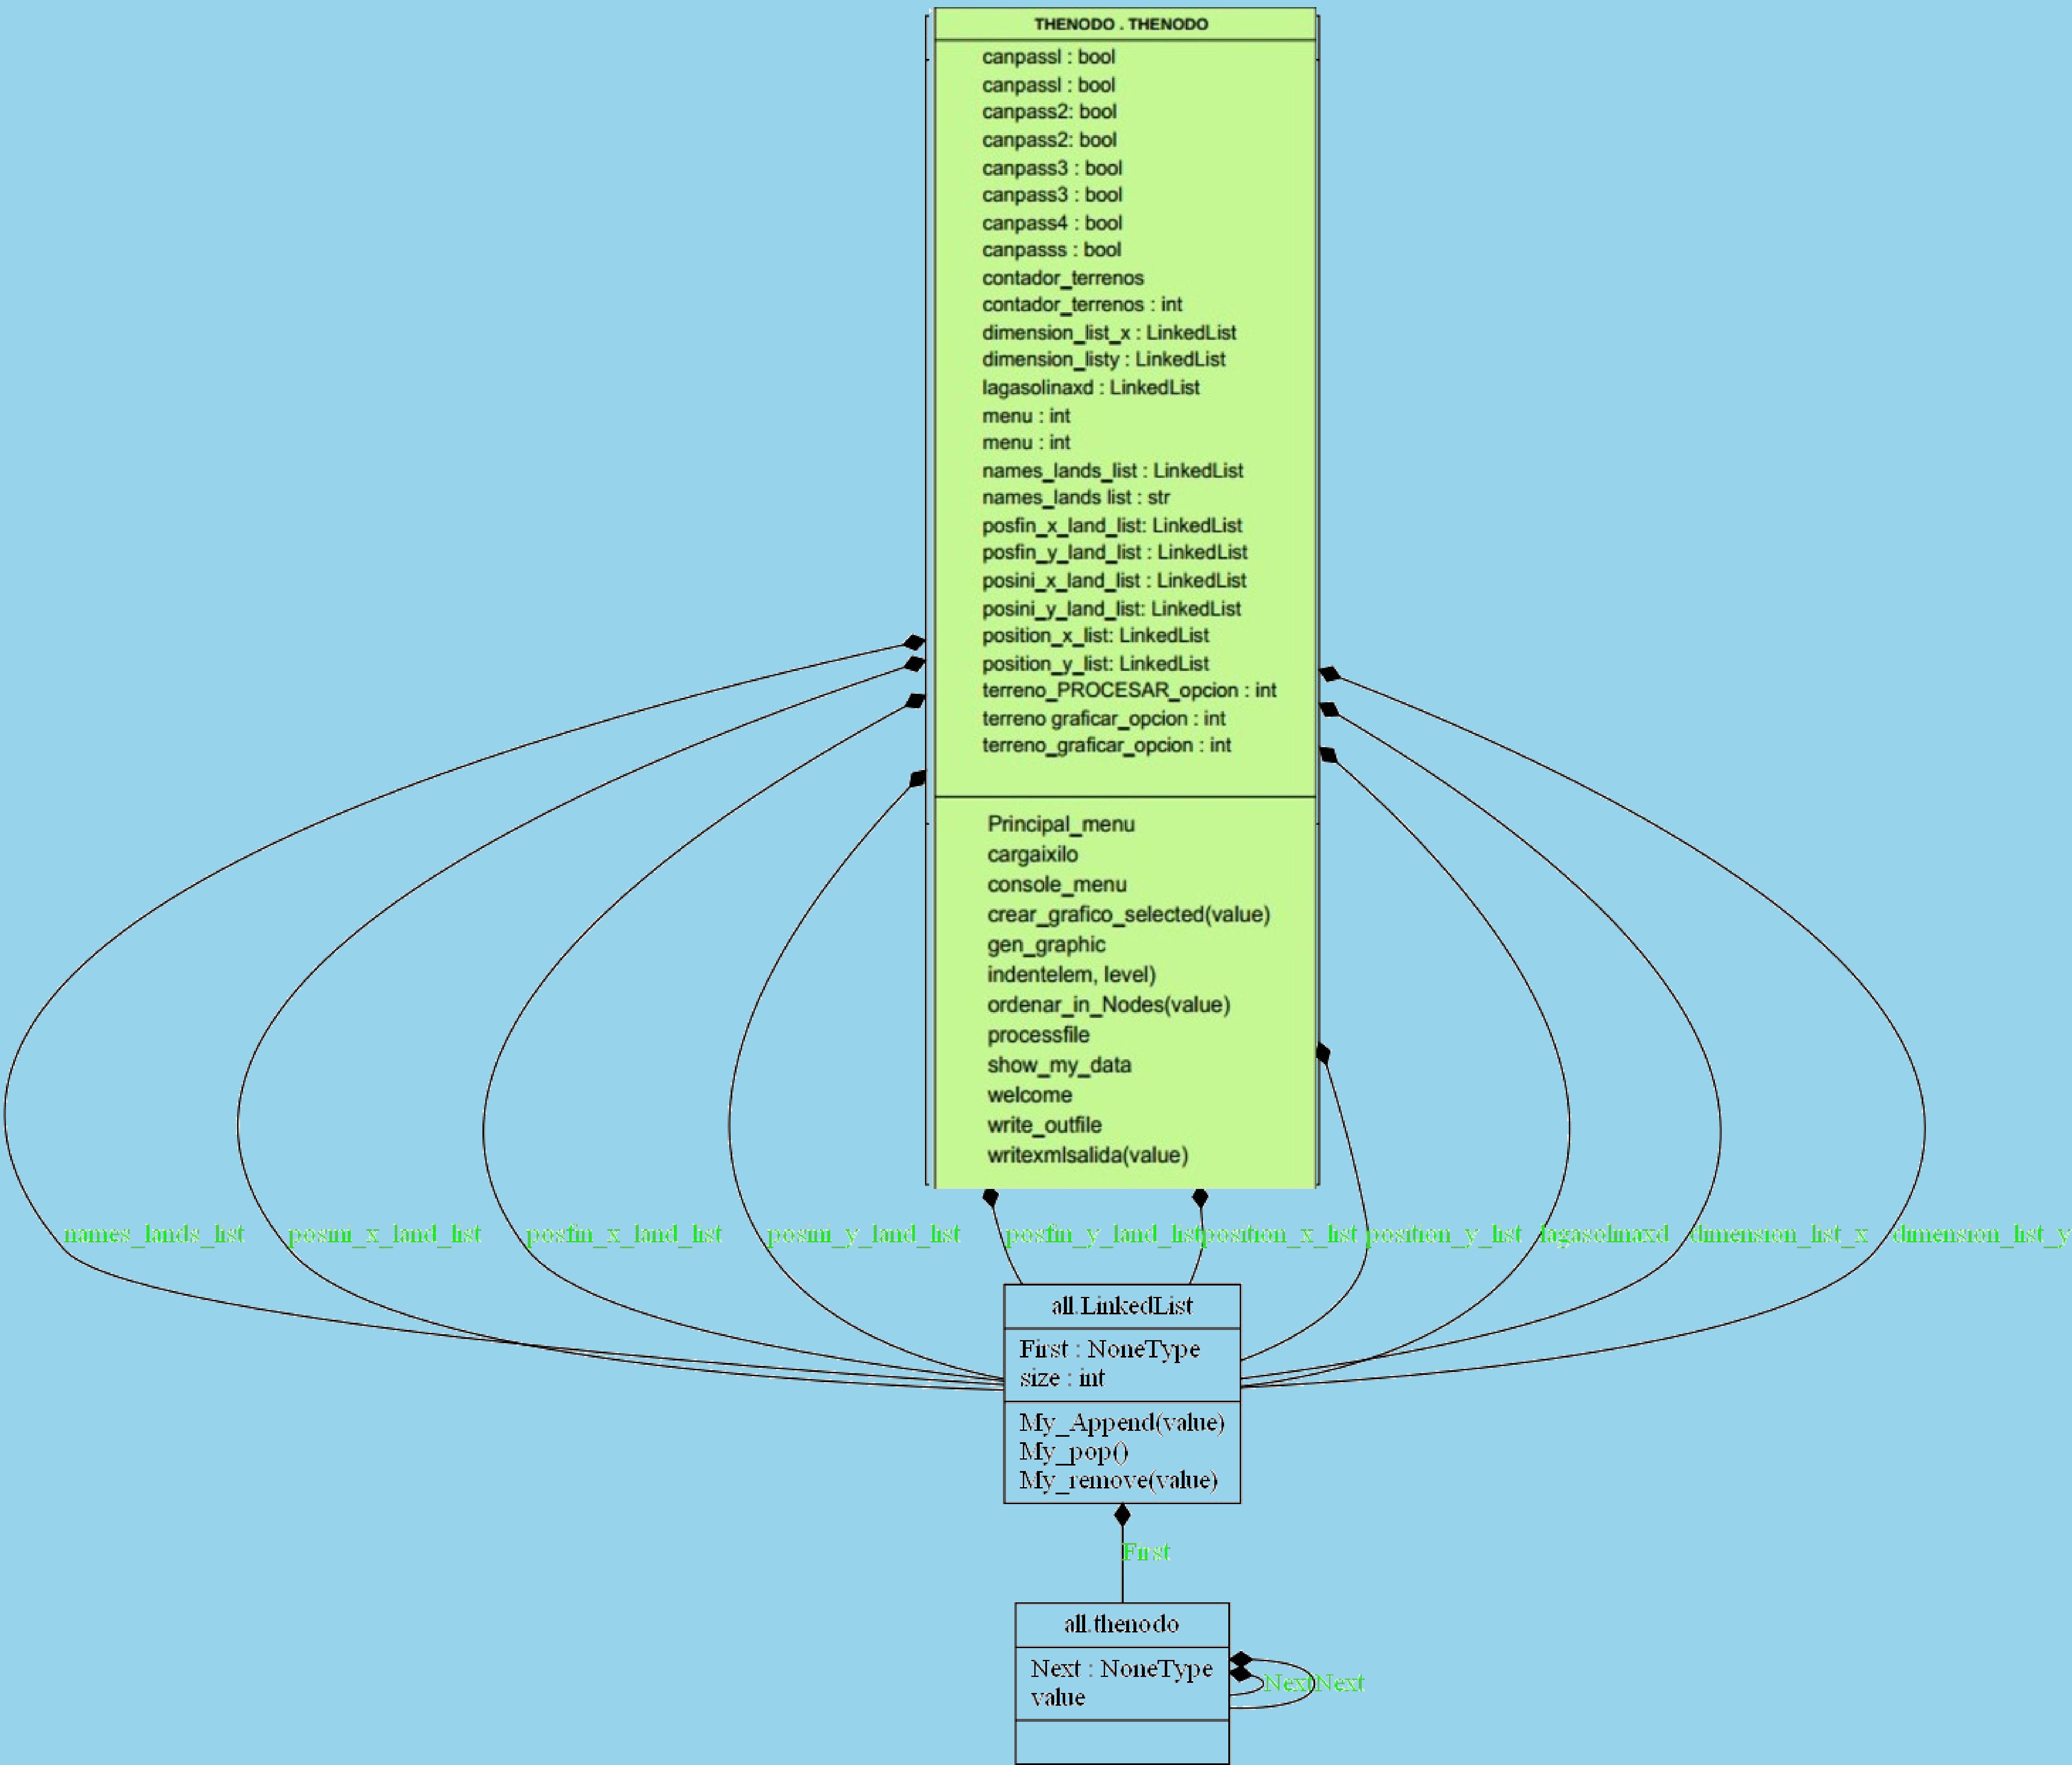 THENODO . THENODO
canpassl : bool
canpassl : bool
canpass2: bool
canpass2: bool
canpass3 : bool
canpass3 : bool
canpass4 : bool
canpasss : bool
contador_terrenos
contador_terrenos : int
dimension_list_x : LinkedList
dimension_listy : LinkedList
lagasolinaxd : LinkedList
menu : int
menu : int
names_lands_list : LinkedList
names_lands list : str
posfin_x_land_list: LinkedList
posfin_y_land_list : LinkedList
posini_x_land_list : LinkedList
posini_y_land_list: LinkedList
position_x_list: LinkedList
position_y_list: LinkedList
terreno_PROCESAR_opcion : int
terreno graficar_opcion : int
terreno_graficar_opcion : int
Principal_menu
cargaixilo
console_menu
crear_grafico_selected(value)
gen_graphic
indentelem, level)
ordenar_in_Nodes(value)
processfile
show_my_data
welcome
write_outfile
writexmlsalida(value)
names_lands_list posini_x_land_list posfin_x_land_list posini_y_land_list posfin_y_land_list position_x_list position_y_list lagasolinaxd dimension_list_x dimension_list_y
all.LinkedList
First : NoneType
size : int
My_Append(value)
My_pop()
My_remove(value)
First
all.thenodo
Next : NoneType
value
Next Next